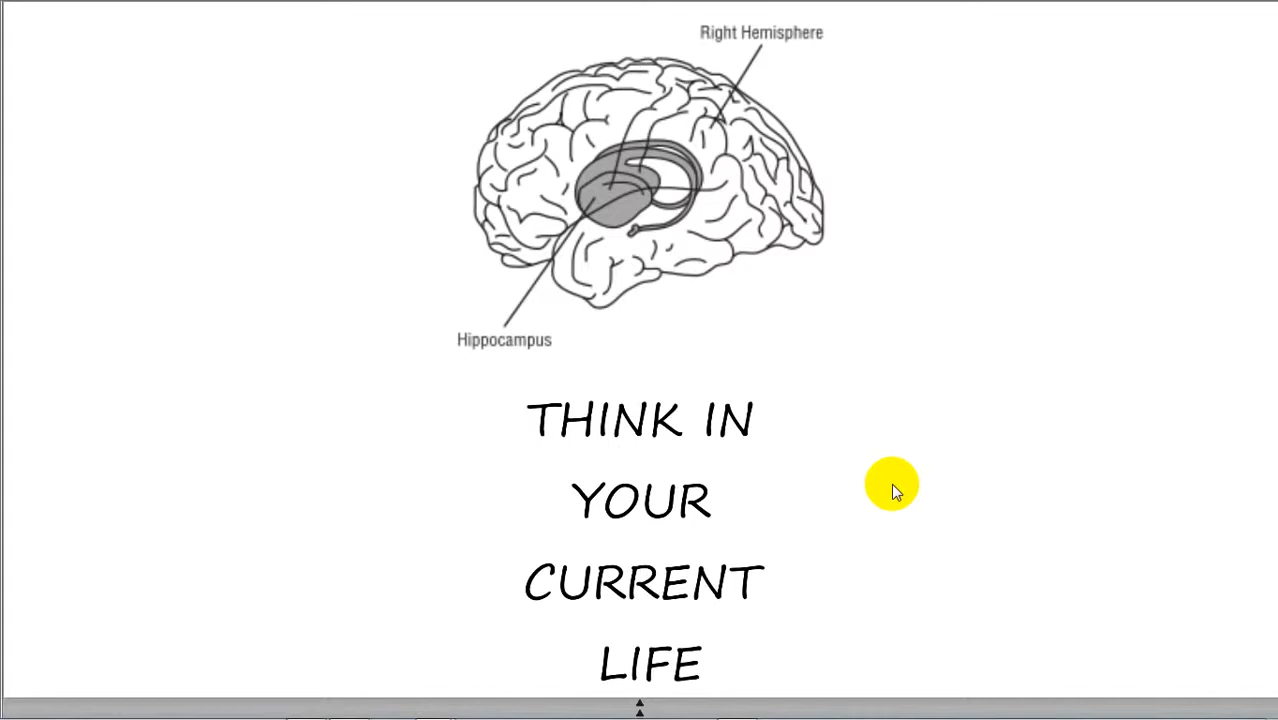 Right Hemisphere
Hippocampus
THINK IN
YOUR
CURRENT
LIFE